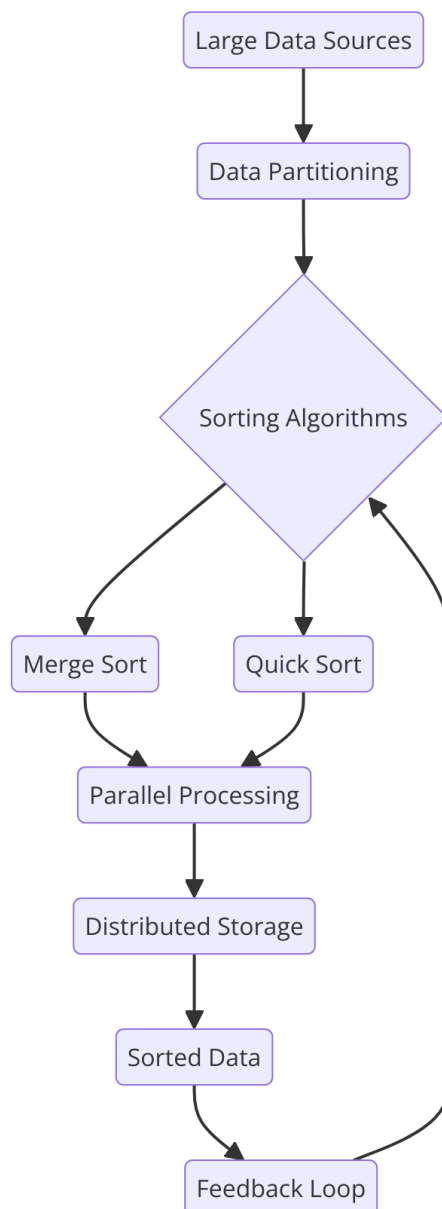 Large Data Sources
Data Partitioning
Sorting Algorithms
Merge Sort
Quick Sort
Parallel Processing
Distributed Storage
Sorted Data
Feedback Loop